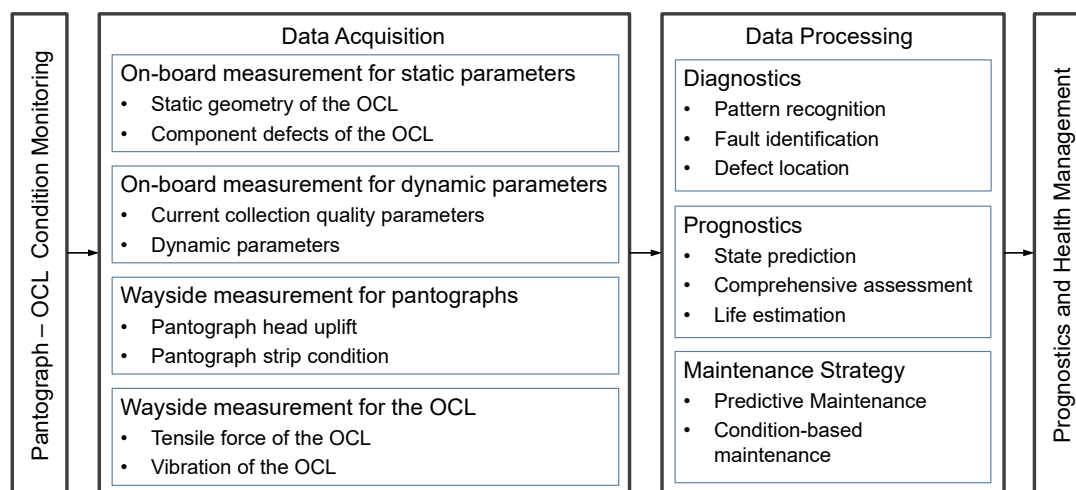 Pantograph – OCL Condition Monitoring
Data Acquisition
On-board measurement for static parameters
• Static geometry of the OCL
• Component defects of the OCL
On-board measurement for dynamic parameters
• Current collection quality parameters
• Dynamic parameters
Wayside measurement for pantographs
• Pantograph head uplift
• Pantograph strip condition
Wayside measurement for the OCL
• Tensile force of the OCL
• Vibration of the OCL
Data Processing
Diagnostics
• Pattern recognition
• Fault identification
• Defect location
Prognostics
• State prediction
• Comprehensive assessment
• Life estimation
Maintenance Strategy
• Predictive Maintenance
• Condition-based
maintenance
Prognostics and Health Management